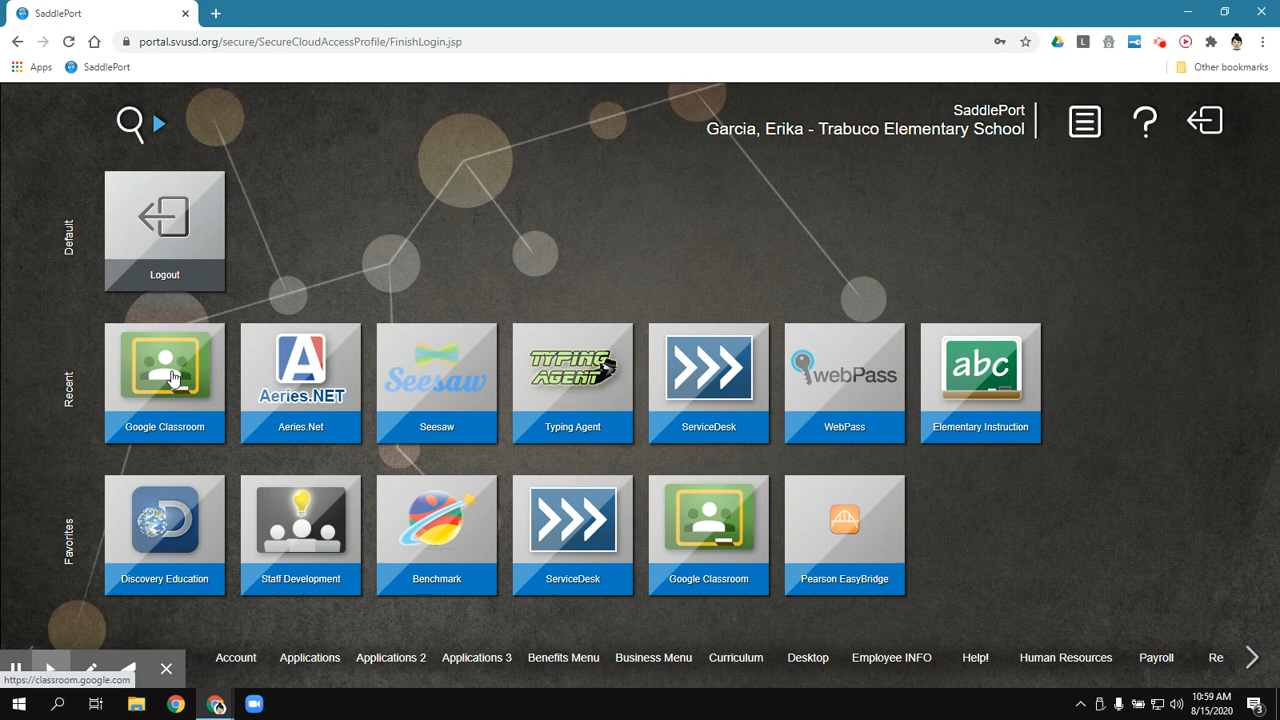 SaddlePort
portal.svusd.org/secure/SecureCloudAccessProfile/FinishLogin.jsp
Apps SaddlePort Other bookmarks
SaddlePort
Garcia, Erika - Trabuco Elementary School
Default
Logout
Recent
Google Classroom
Aeries.NET
Aeries.Net
Seesaw
Seesaw
TYPING AGENT
Typing Agent
ServiceDesk
webPass
WebPass
abc
Elementary Instruction
Favorites
Discovery Education
Staff Development
Benchmark
ServiceDesk
Google Classroom
Pearson EasyBridge
Account Applications Applications 2 Applications 3 Benefits Menu Business Menu Curriculum Desktop Employee INFO Help! Human Resources Payroll Re
https://classroom.google.com
10:59 AM
8/15/2020
3